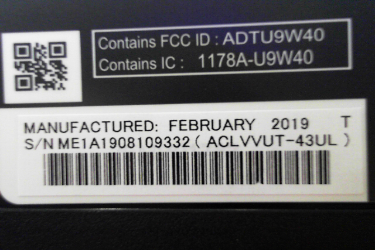 Contains FCC ID : ADTU9W40
Contains IC : 1178A-U9W40
MANUFACTURED: FEBRUARY 2019 T
S/N ME1A1908109332 ( ACLVVUT-43UL )